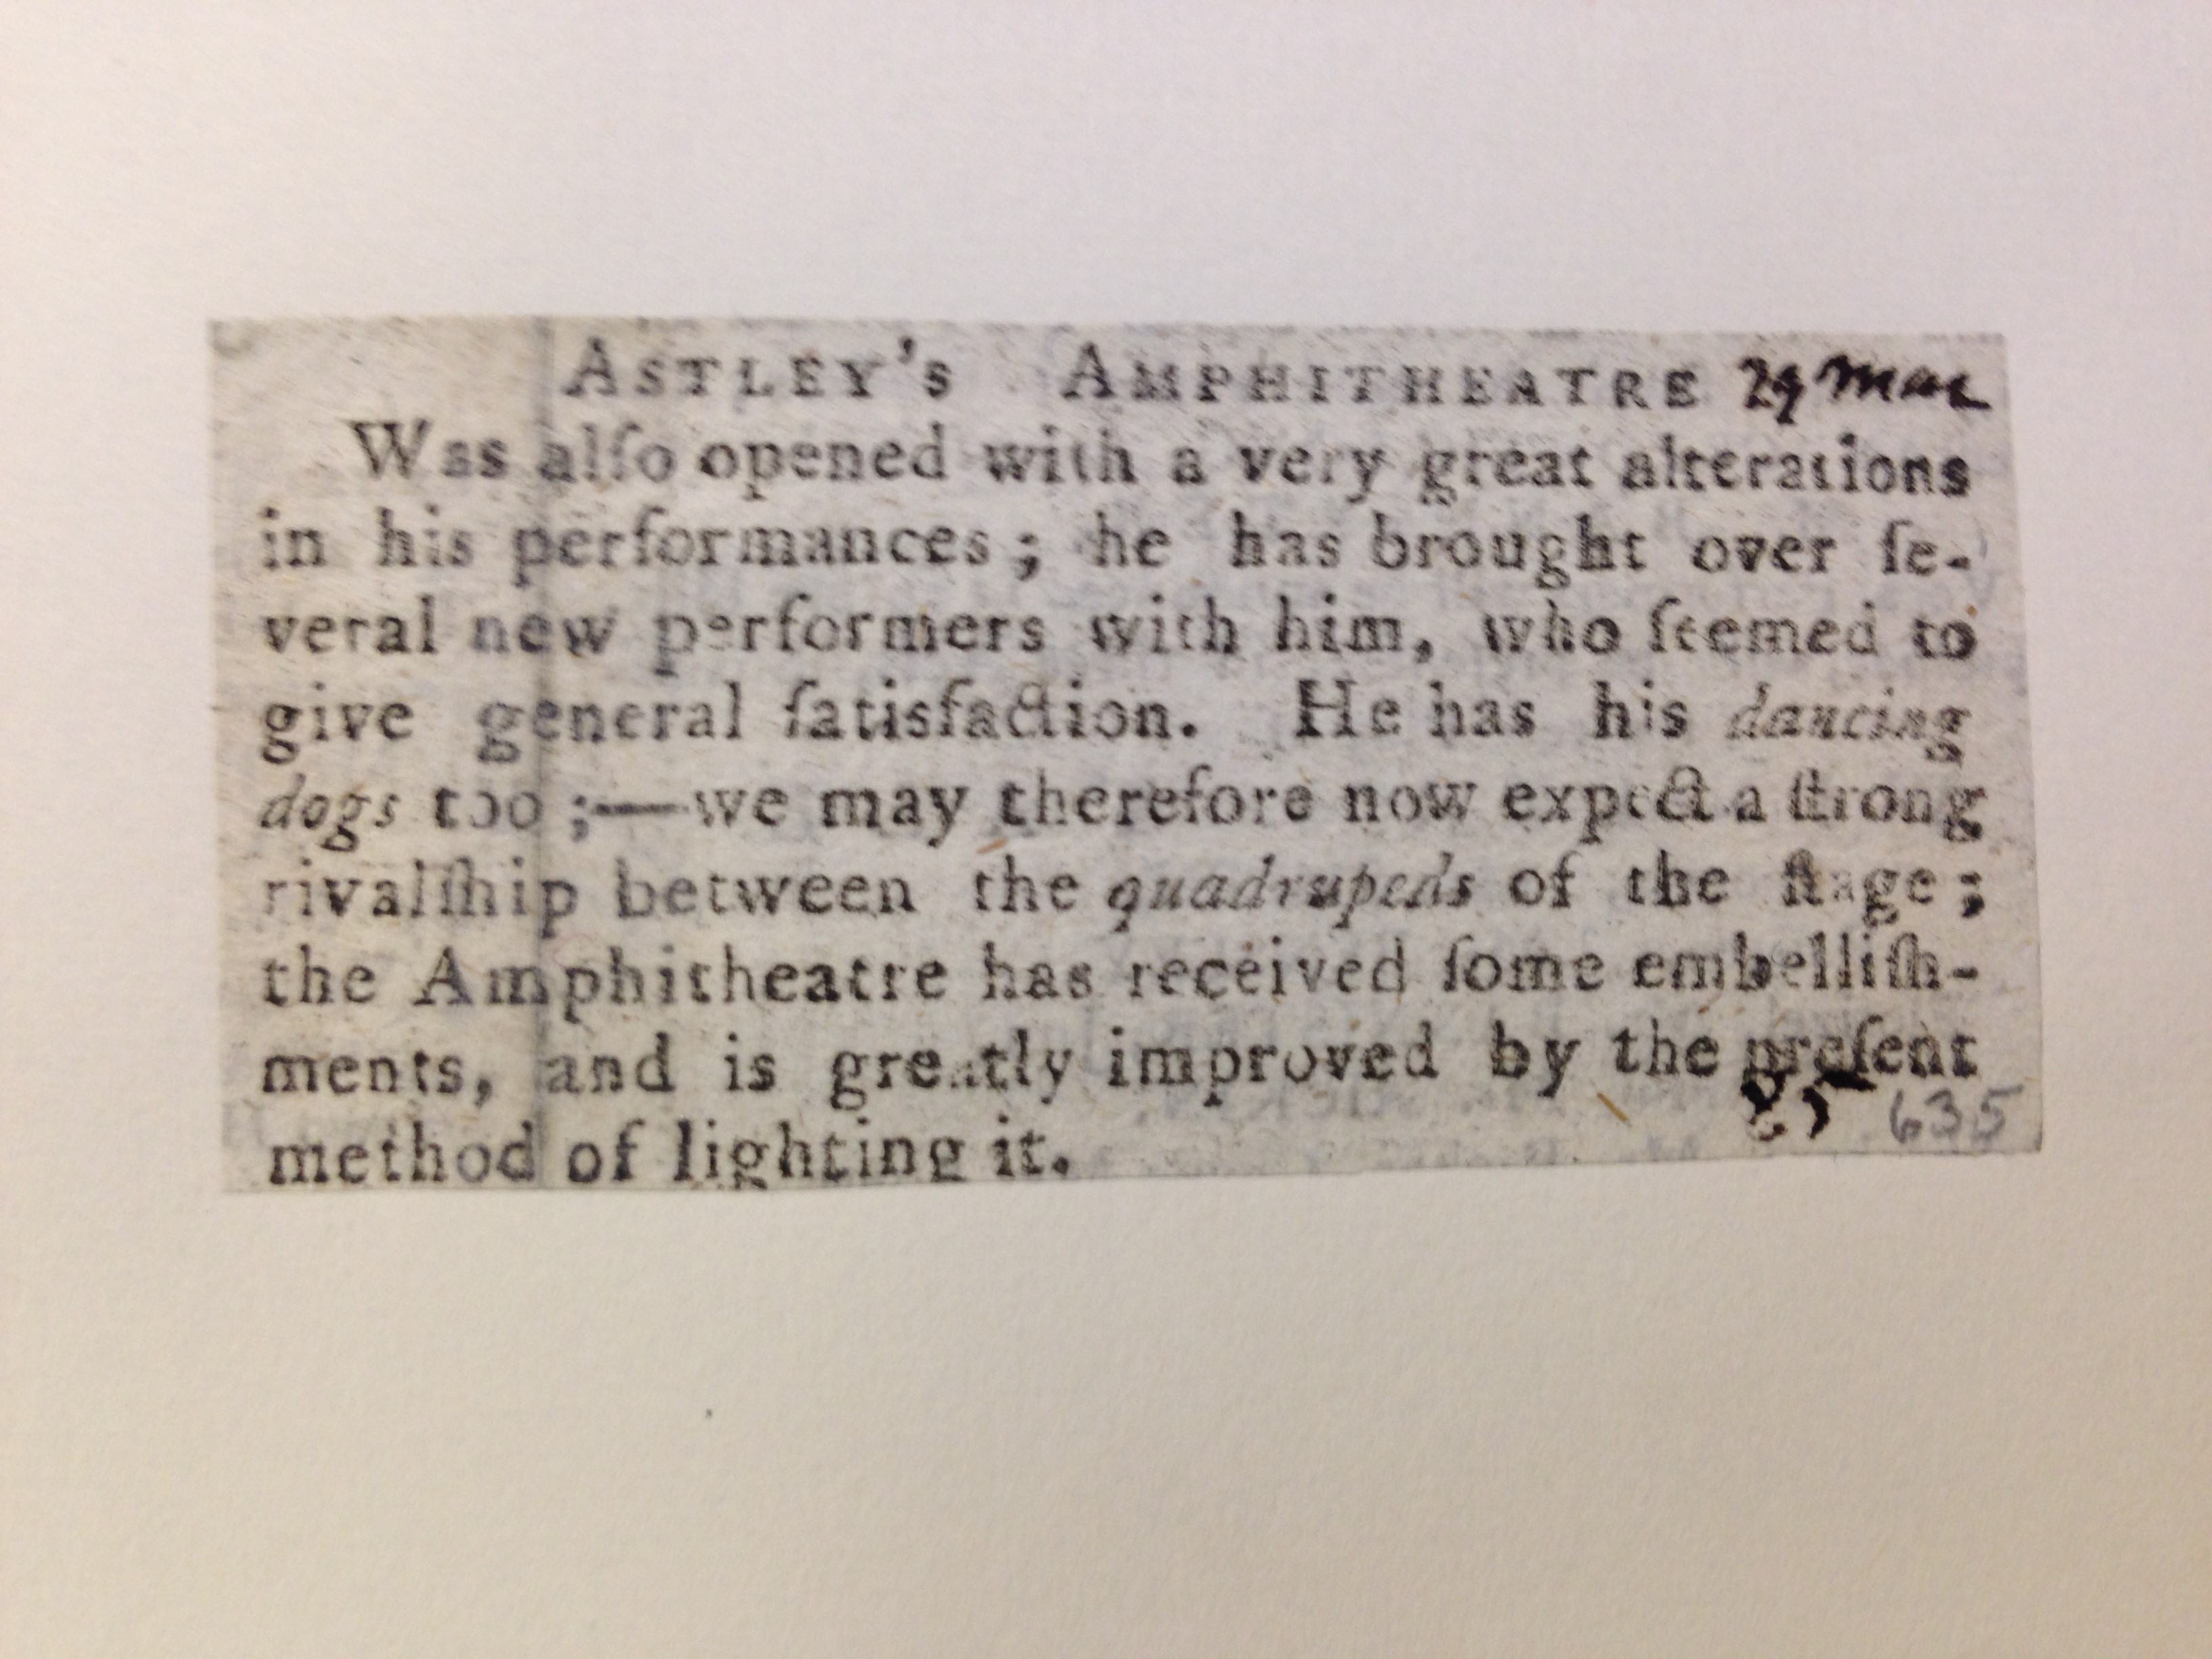 ASTLEY's AMPHITHEATRE 29 Mar
Was alſo opened with a very great alterations
in his performances; he has brought over ſe-
veral new performers with him, who ſeemed to
give general ſatisfaction. He has his dancing
dogs too;—we may therefore now expect a ſtrong
rivalſhip between the quadrupeds of the ſtage;
the Amphitheatre has received ſome embelliſh-
ments, and is greatly improved by the preſent
method of lighting it. 85 635